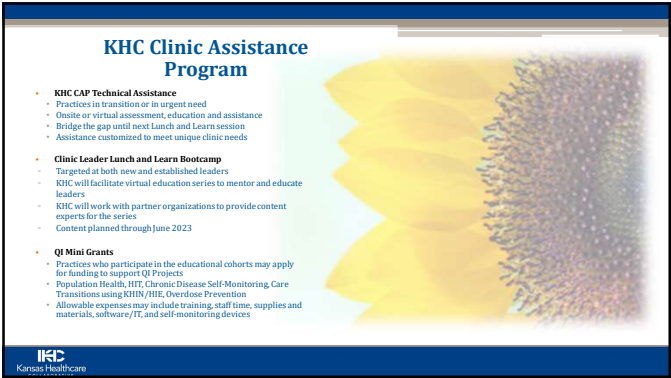 KHC Clinic Assistance
Program
• KHC CAP Technical Assistance
• Practices in transition or in urgent need
• Onsite or virtual assessment, education and assistance
• Bridge the gap until next Lunch and Learn session
• Assistance customized to meet unique clinic needs
• Clinic Leader Lunch and Learn Bootcamp
- Targeted at both new and established leaders
- KHC will facilitate virtual education series to mentor and educate
leaders
- KHC will work with partner organizations to provide content
experts for the series
- Content planned through June 2023
• QI Mini Grants
• Practices who participate in the educational cohorts may apply
for funding to support QI Projects
• Population Health, HIT, Chronic Disease Self-Monitoring, Care
Transitions using KHIN/HIE, Overdose Prevention
• Allowable expenses may include training, staff time, supplies and
materials, software/IT, and self-monitoring devices
KHC
Kansas Healthcare